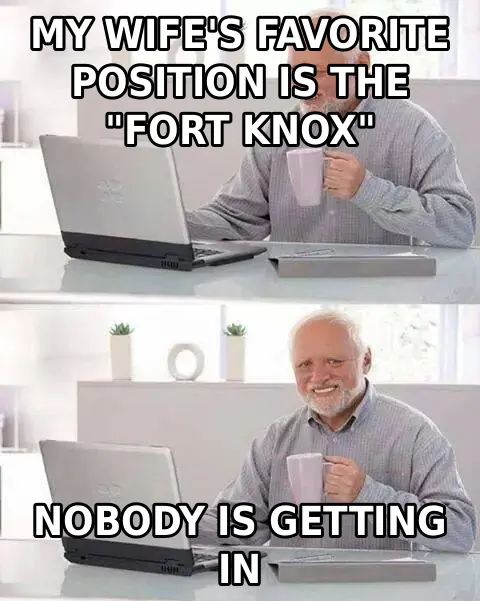 MY WIFE'S FAVORITE
POSITION IS THE
"FORT KNOX"
NOBODY IS GETTING
IN